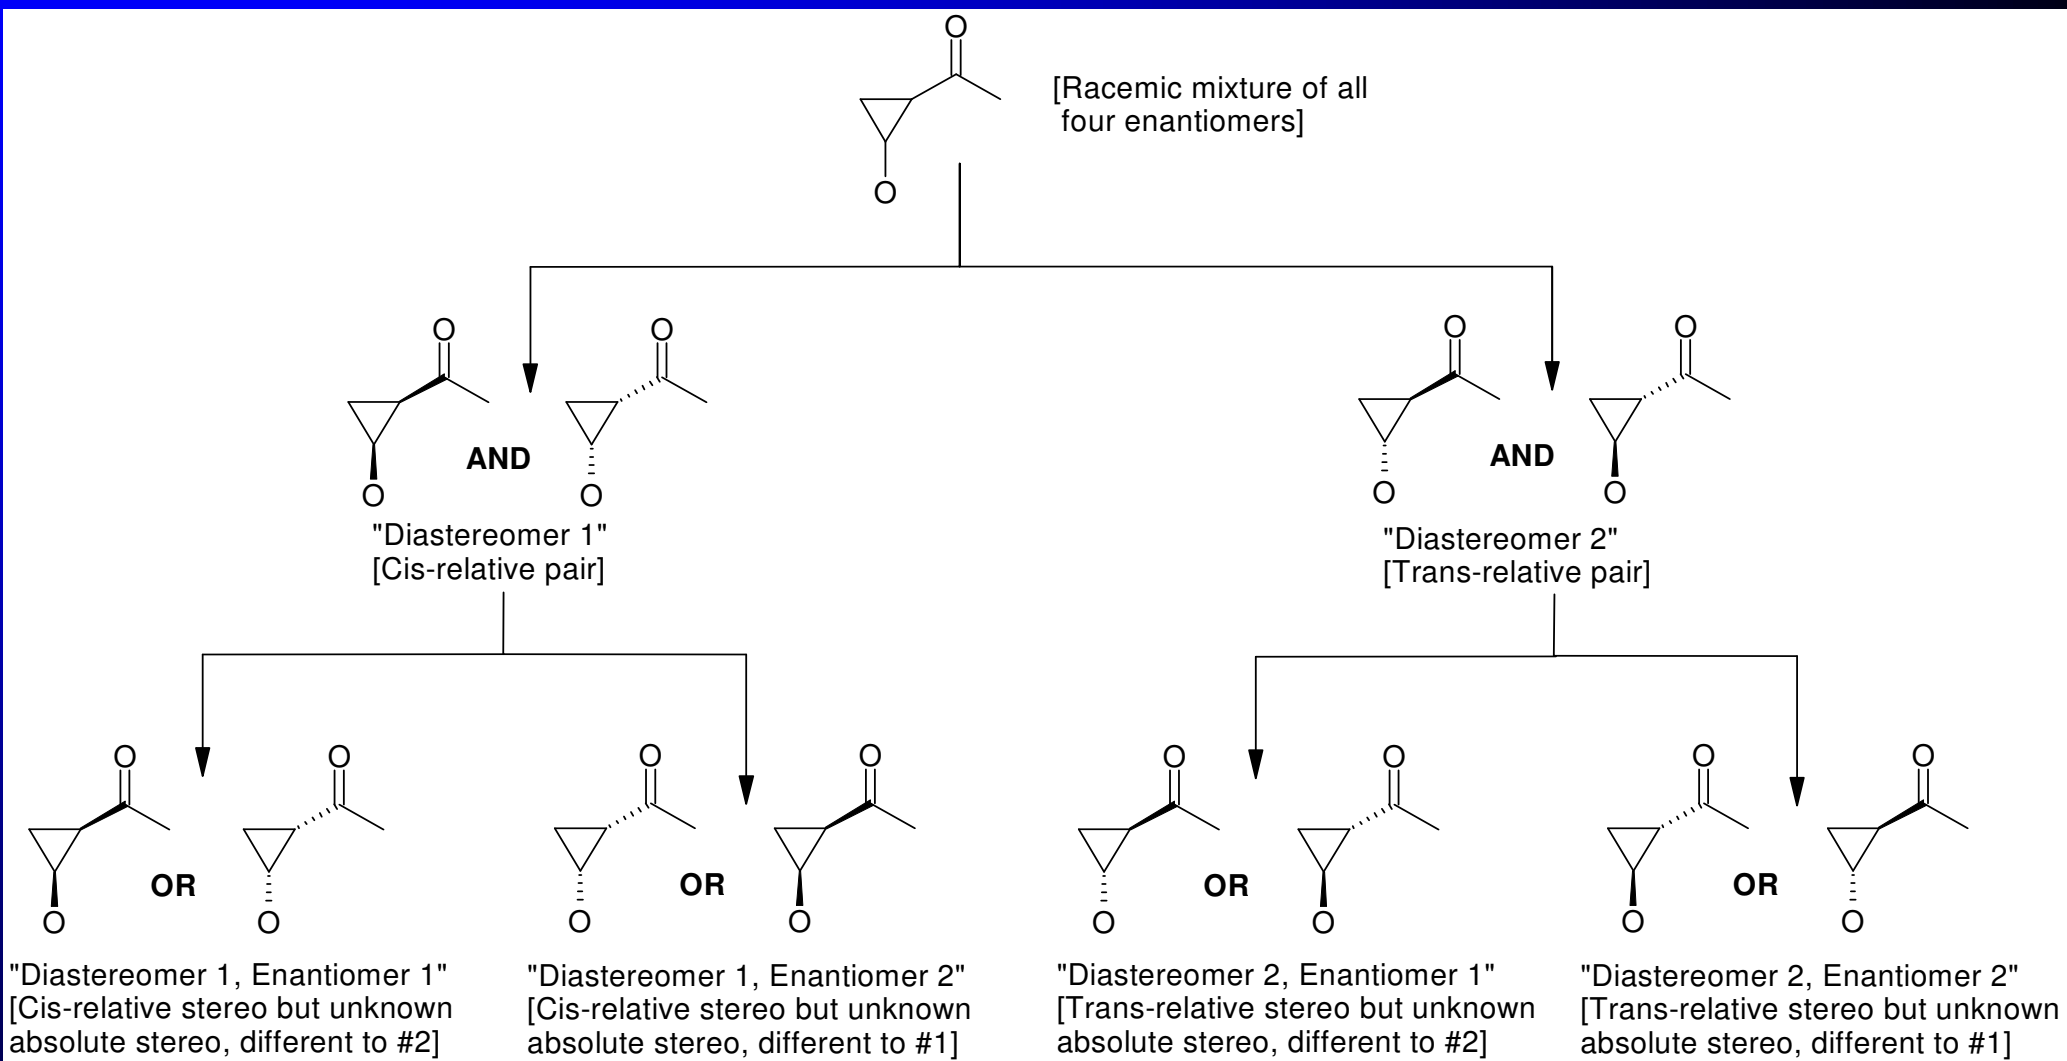 O
[Racemic mixture of all
four enantiomers]
O
O
O
O
O
AND
AND
O
O
O
O
"Diastereomer 1"
[Cis-relative pair]
"Diastereomer 2"
[Trans-relative pair]
O
O
O
O
O
O
O
O
OR
OR
OR
OR
O
O
O
O
O
O
O
O
"Diastereomer 1, Enantiomer 1"
[Cis-relative stereo but unknown
absolute stereo, different to #2]
"Diastereomer 1, Enantiomer 2"
[Cis-relative stereo but unknown
absolute stereo, different to #1]
"Diastereomer 2, Enantiomer 1"
[Trans-relative stereo but unknown
absolute stereo, different to #2]
"Diastereomer 2, Enantiomer 2"
[Trans-relative stereo but unknown
absolute stereo, different to #1]